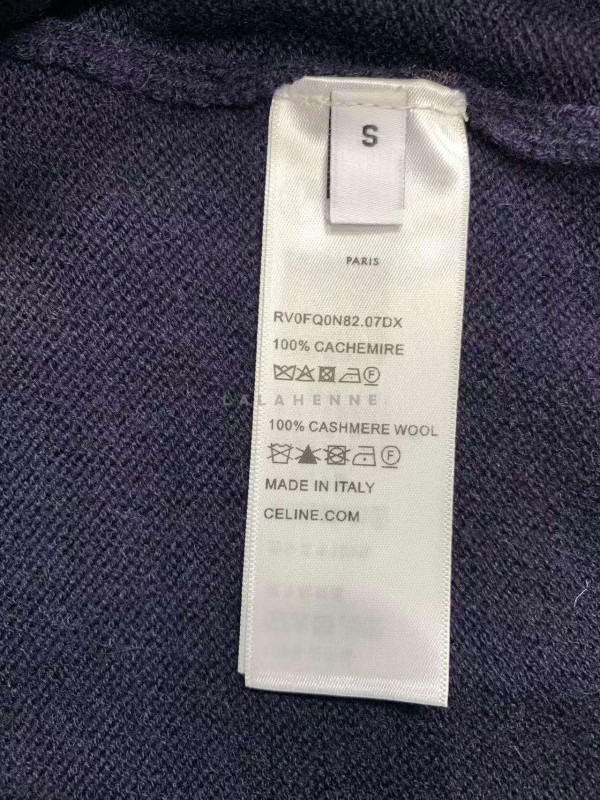 S
PARIS
RV0FQ0N82.07DX
100% CACHEMIRE
LALAHENNE
100% CASHMERE WOOL
MADE IN ITALY
CELINE.COM